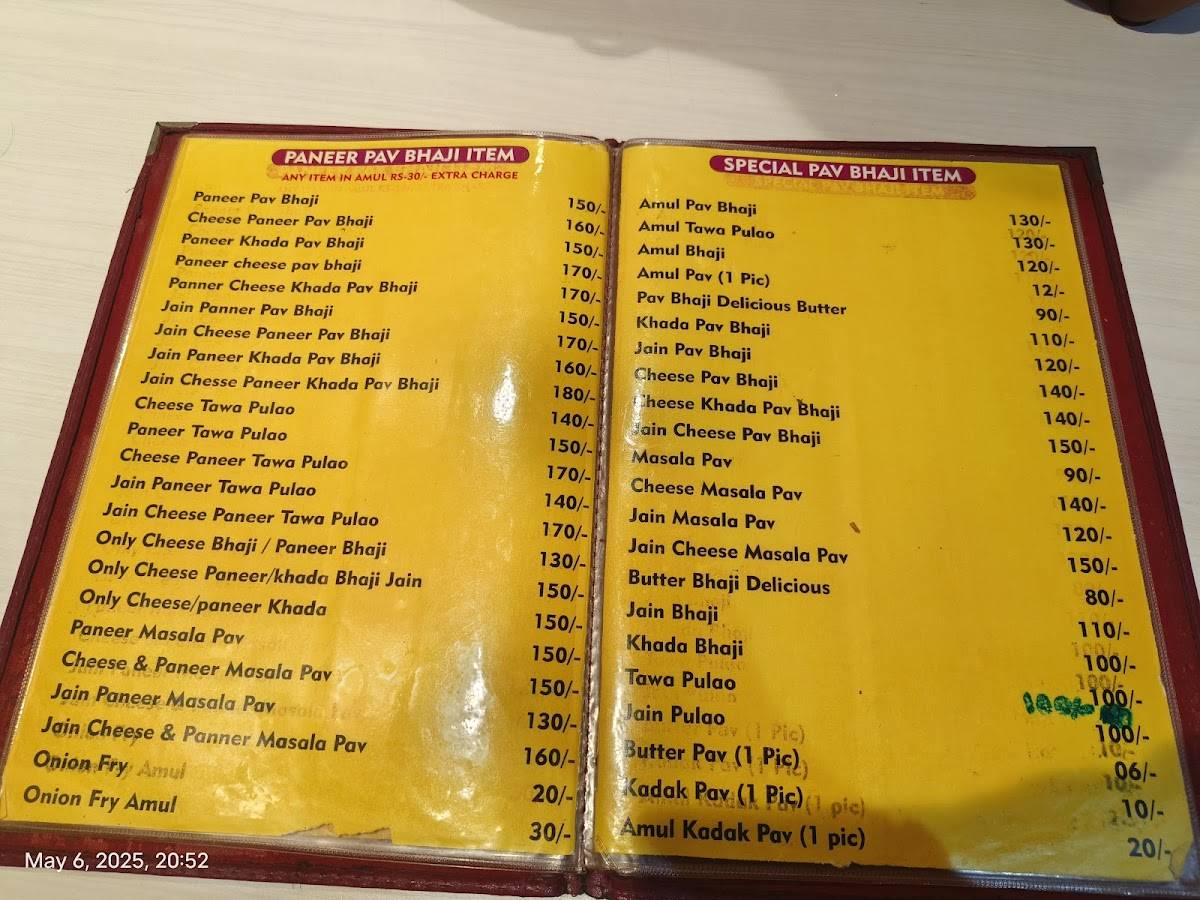 PANEER PAV BHAJI ITEM
ANY ITEM IN AMUL RS-30/- EXTRA CHARGE
Paneer Pav Bhaji 150/-
Cheese Paneer Pav Bhaji 160/-
Paneer Khada Pav Bhaji 150/-
Paneer cheese pav bhaji 170/-
Panner Cheese Khada Pav Bhaji 170/-
Jain Panner Pav Bhaji 150/-
Jain Cheese Paneer Pav Bhaji 170/-
Jain Paneer Khada Pav Bhaji 160/-
Jain Chesse Paneer Khada Pav Bhaji 180/-
Cheese Tawa Pulao 140/-
Paneer Tawa Pulao 150/-
Cheese Paneer Tawa Pulao 170/-
Jain Paneer Tawa Pulao 140/-
Jain Cheese Paneer Tawa Pulao 170/-
Only Cheese Bhaji / Paneer Bhaji 130/-
Only Cheese Paneer/khada Bhaji Jain 150/-
Only Cheese/paneer Khada 150/-
Paneer Masala Pav 150/-
Cheese & Paneer Masala Pav 150/-
Jain Paneer Masala Pav 130/-
Jain Cheese & Panner Masala Pav 160/-
Onion Fry 20/-
Onion Fry Amul 30/-
SPECIAL PAV BHAJI ITEM
Amul Pav Bhaji 130/-
Amul Tawa Pulao 130/-
Amul Bhaji 120/-
Amul Pav (1 Pic) 12/-
Pav Bhaji Delicious Butter 90/-
Khada Pav Bhaji 110/-
Jain Pav Bhaji 120/-
Cheese Pav Bhaji 140/-
Cheese Khada Pav Bhaji 140/-
Jain Cheese Pav Bhaji 150/-
Masala Pav 90/-
Cheese Masala Pav 140/-
Jain Masala Pav 120/-
Jain Cheese Masala Pav 150/-
Butter Bhaji Delicious 80/-
Jain Bhaji 110/-
Khada Bhaji 100/-
Tawa Pulao 100/-
Jain Pulao 100/-
Butter Pav (1 Pic) 06/-
Kadak Pav (1 Pic) 10/-
Amul Kadak Pav (1 pic) 20/-
May 6, 2025, 20:52